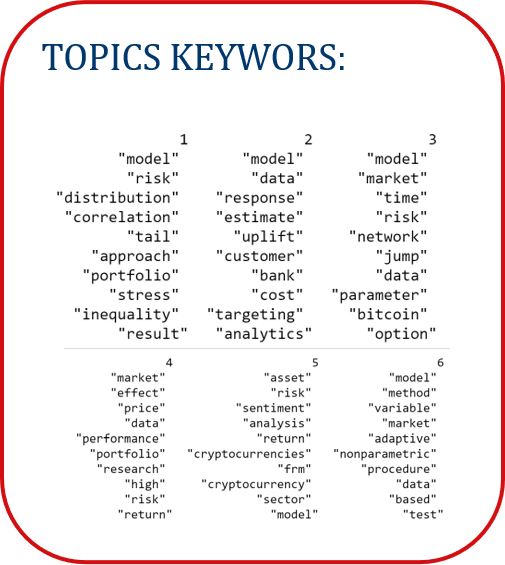 TOPICS KEYWORS:
1 2 3
"model" "model" "model"
"risk" "data" "market"
"distribution" "response" "time"
"correlation" "estimate" "risk"
"tail" "uplift" "network"
"approach" "customer" "jump"
"portfolio" "bank" "data"
"stress" "cost" "parameter"
"inequality" "targeting" "bitcoin"
"result" "analytics" "option"
4 5 6
"market" "asset" "model"
"effect" "risk" "method"
"price" "sentiment" "variable"
"data" "analysis" "market"
"performance" "return" "adaptive"
"portfolio" "cryptocurrencies" "nonparametric"
"research" "frm" "procedure"
"high" "cryptocurrency" "data"
"risk" "sector" "based"
"return" "model" "test"